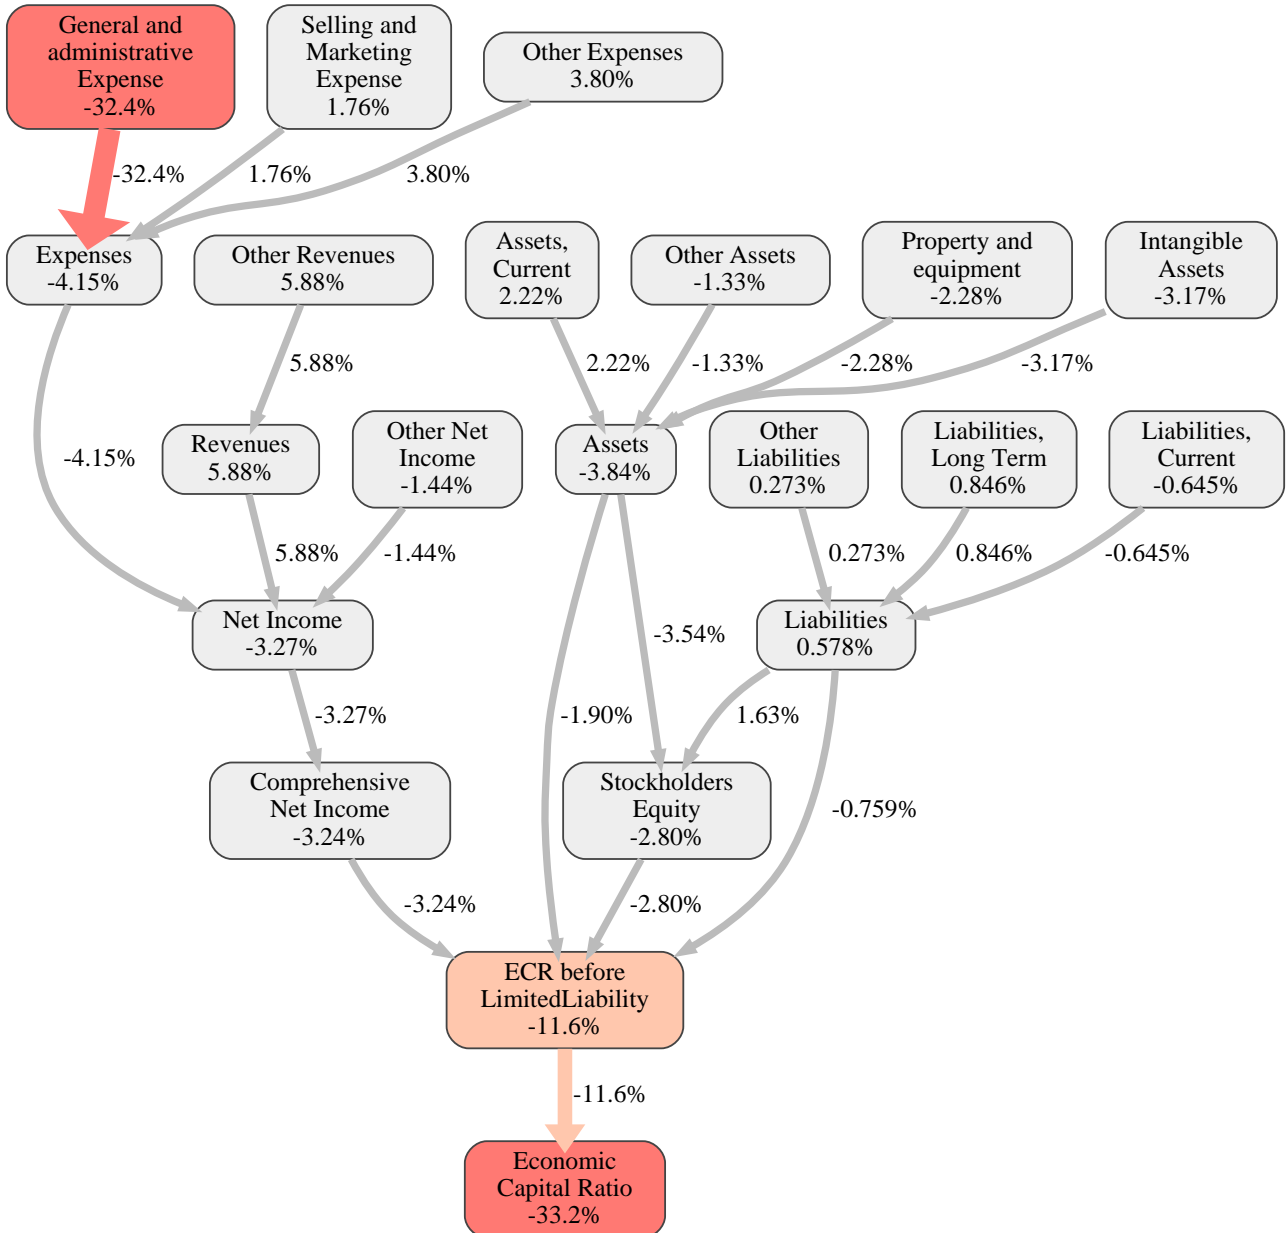 General and
administrative
Expense
-32.4%
Selling and
Marketing
Expense
1.76%
Other Expenses
3.80%
-32.4%
1.76%
3.80%
Expenses
-4.15%
Other Revenues
5.88%
Assets,
Current
2.22%
Other Assets
-1.33%
Property and
equipment
-2.28%
Intangible
Assets
-3.17%
5.88%
2.22%
-1.33%
-2.28%
-3.17%
-4.15%
Revenues
5.88%
Other Net
Income
-1.44%
Assets
-3.84%
Other
Liabilities
0.273%
Liabilities,
Long Term
0.846%
Liabilities,
Current
-0.645%
5.88%
-1.44%
0.273%
0.846%
-0.645%
Net Income
-3.27%
-3.54%
Liabilities
0.578%
-3.27%
-1.90%
1.63%
Comprehensive
Net Income
-3.24%
Stockholders
Equity
-2.80%
-0.759%
-3.24%
-2.80%
ECR before
LimitedLiability
-11.6%
-11.6%
Economic
Capital Ratio
-33.2%